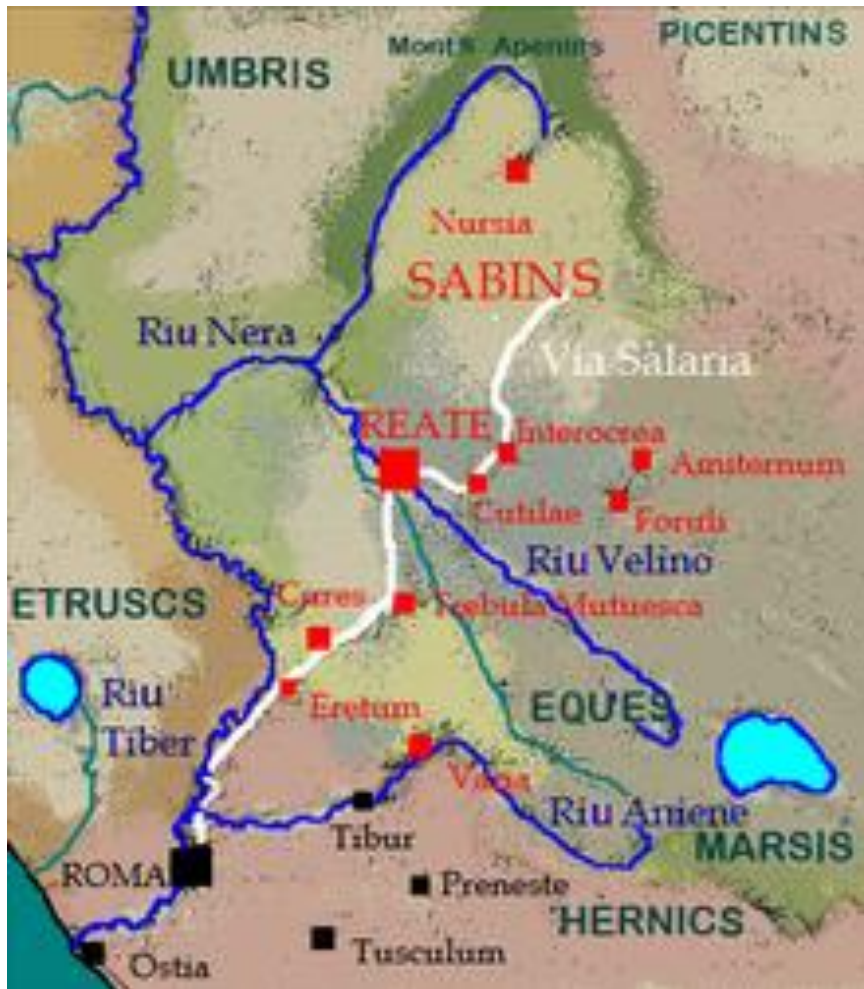 Monts Apenins
PICENTINS
UMBRIS
Nursia
SABINS
Riu Nera
Via Salaria
REATE
Interocrea
Amiternum
Cutilae
Foruli
Riu Velino
ETRUSCS
Cures
Trebula Mutuesca
Riu
Tiber
Eretum
EQUES
Varia
Riu Aniene
Tibur
MARSIS
ROMA
Preneste
HERNICS
Tusculum
Ostia